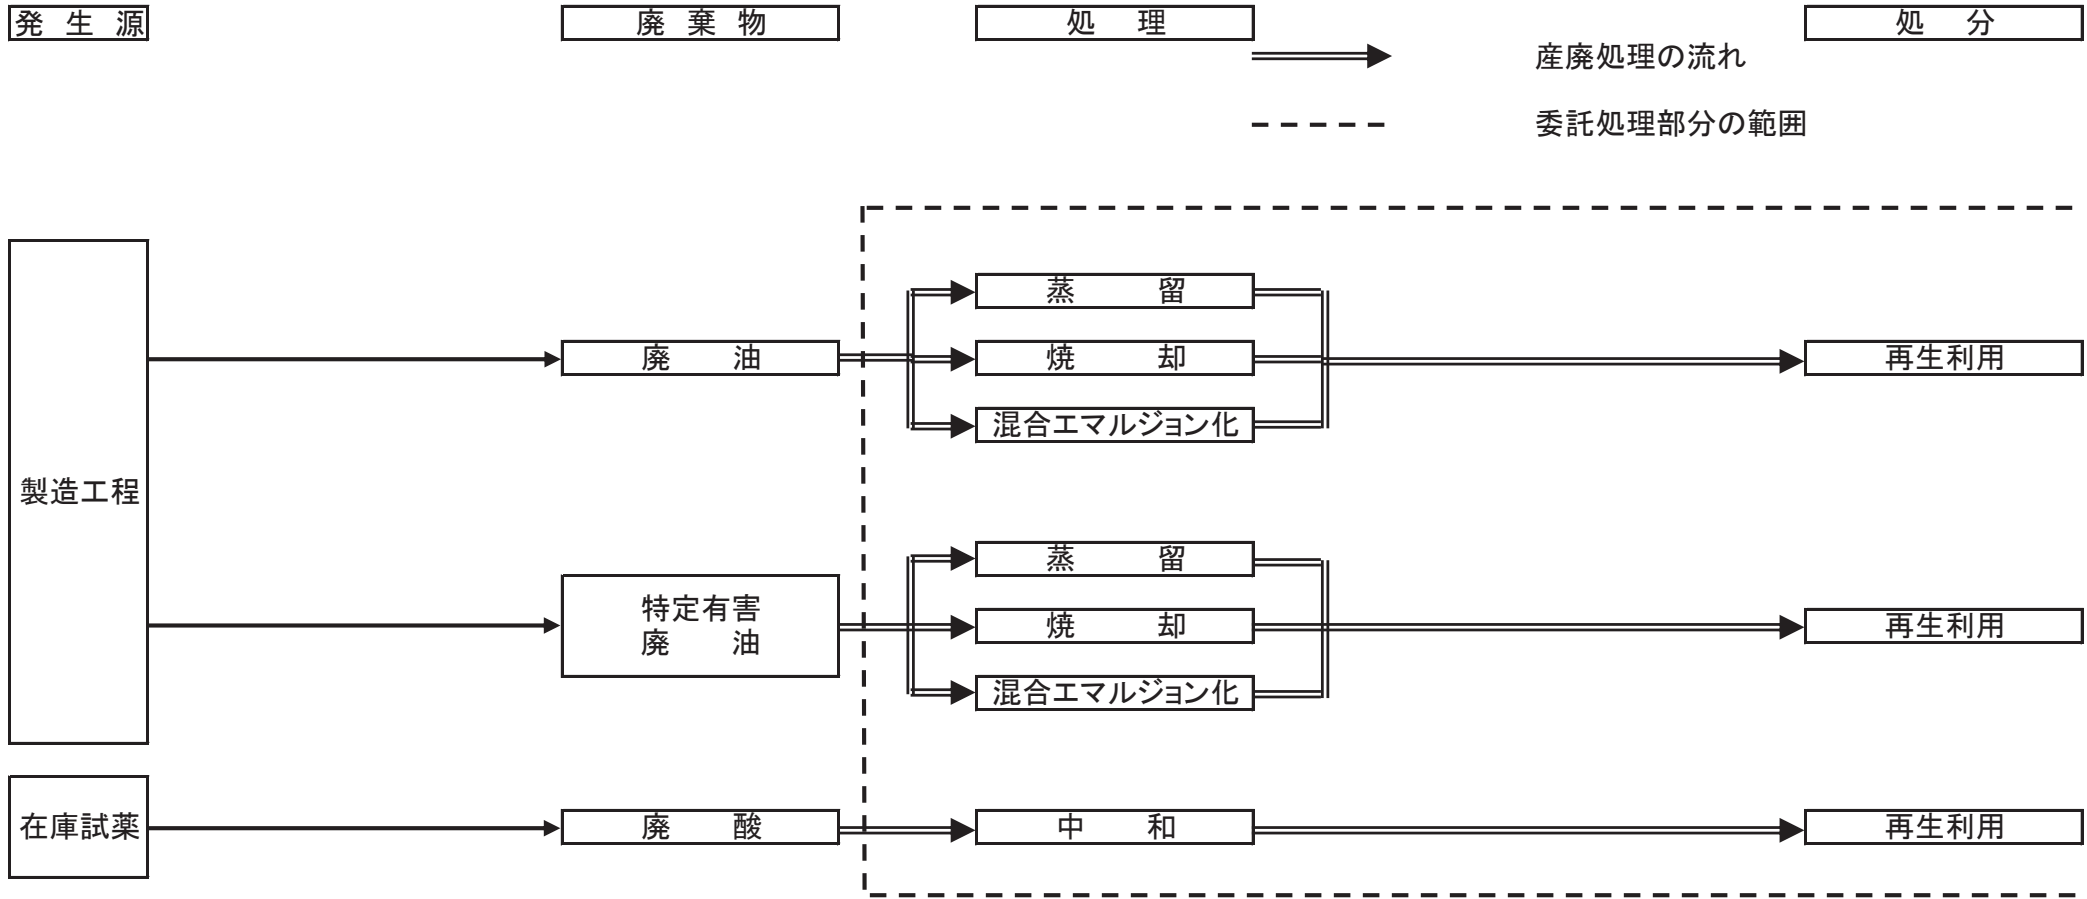 発生源
廃棄物
処理
処分
産廃処理の流れ
委託処理部分の範囲
製造工程
廃油
蒸留
焼却
混合エマルジョン化
再生利用
特定有害
廃油
蒸留
焼却
混合エマルジョン化
再生利用
在庫試薬
廃酸
中和
再生利用